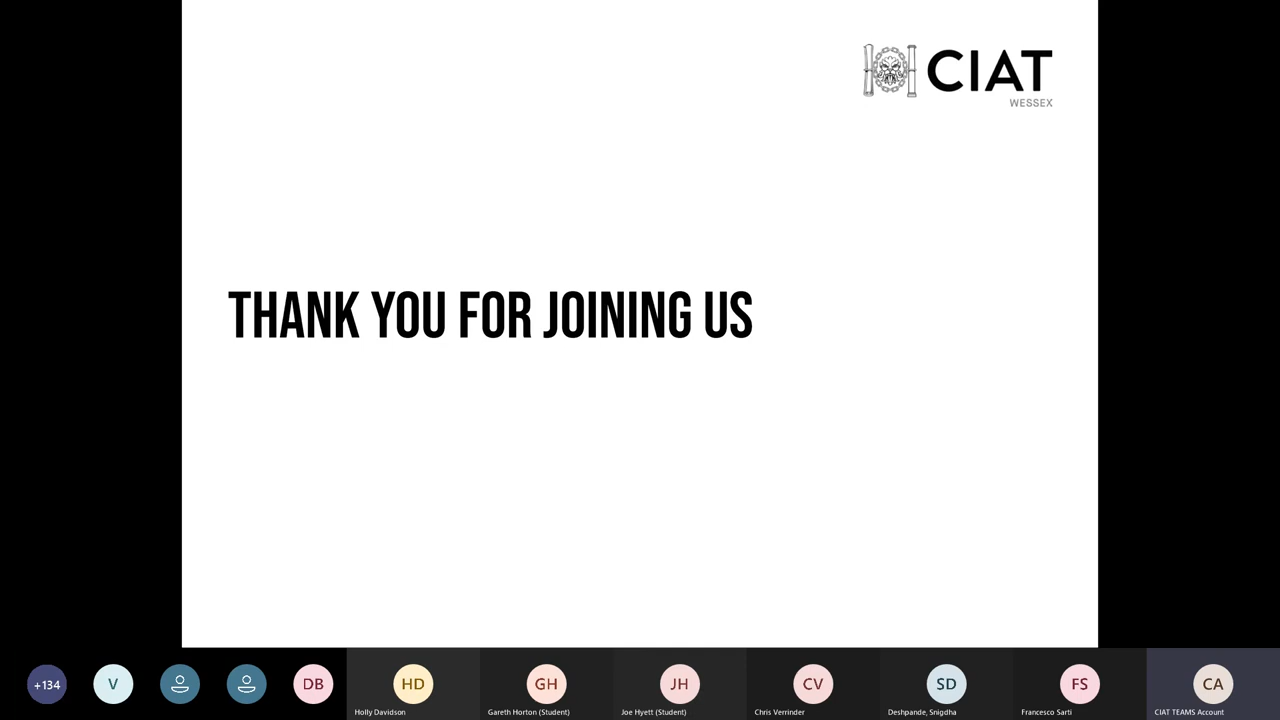 CIAT
WESSEX
THANK YOU FOR JOINING US
+134
V
DB
HD
GH
JH
CV
SD
FS
CA
Holly Davidson
Gareth Horton (Student)
Joe Hyett (Student)
Chris Verrinder
Deshpande, Snigdha
Francesco Sarti
CIAT TEAMS Account